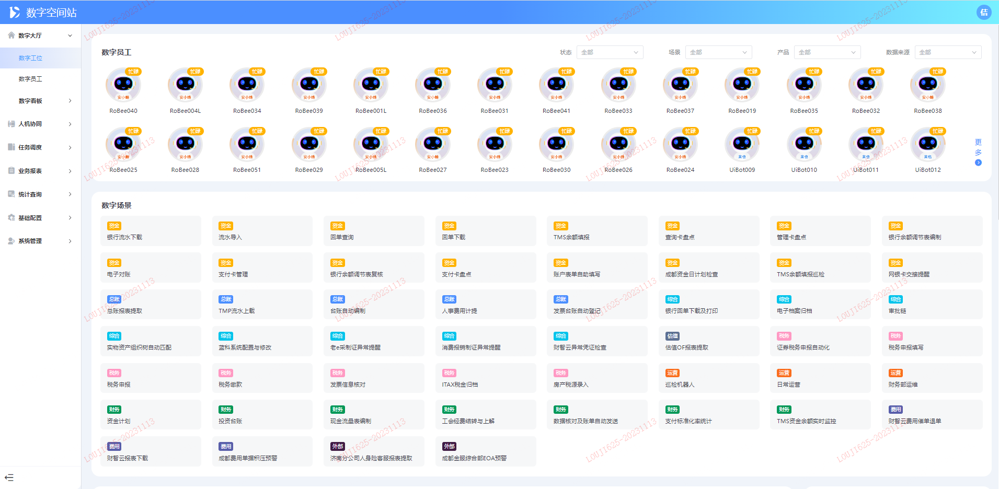 数字空间站
佶
数字大厅
数字工位
数字员工
数字看板
人机协同
任务调度
业务报表
统计查询
基础配置
系统管理
数字员工
状态 全部 场景 全部 产品 全部 数据来源 全部
忙碌 忙碌 忙碌 忙碌 忙碌 忙碌 忙碌 忙碌 忙碌 忙碌 忙碌 忙碌 忙碌 忙碌
安小蜂 安小蜂 安小蜂 安小蜂 安小蜂 安小蜂 安小蜂 安小蜂 安小蜂 安小蜂 安小蜂 安小蜂 安小蜂 安小蜂
RoBee040 RoBee004L RoBee034 RoBee039 RoBee001L RoBee036 RoBee031 RoBee041 RoBee033 RoBee037 RoBee019 RoBee035 RoBee032 RoBee038
忙碌 忙碌 忙碌 忙碌 忙碌 忙碌 忙碌 忙碌 忙碌 忙碌 忙碌 忙碌 忙碌 忙碌
安小蜂 安小蜂 安小蜂 安小蜂 安小蜂 安小蜂 安小蜂 安小蜂 安小蜂 安小蜂 来也 来也 来也 来也
RoBee025 RoBee028 RoBee051 RoBee029 RoBee005L RoBee027 RoBee023 RoBee030 RoBee026 RoBee024 UiBot009 UiBot010 UiBot011 UiBot012
更
多
数字场景
资金 资金 资金 资金 资金 资金 资金 资金
银行流水下载 流水导入 回单查询 回单下载 TMS余额填报 查询卡盘点 管理卡盘点 银行余额调节表编制
资金 资金 资金 资金 资金 资金 资金 资金
电子对账 支付卡管理 银行余额调节表复核 支付卡盘点 账户表单自助填写 成都资金日计划检查 TMS余额填报巡检 网银卡交接提醒
总账 总账 总账 总账 总账 综合 综合 综合
总账报表提取 TMP流水上载 台账自动编制 人事费用计提 发票台账自动登记 银行回单下载及打印 电子档案归档 审批链
综合 综合 综合 综合 综合 估值 税务 税务
实物资产组织树自动匹配 蓝科系统配置与修改 老e采制证异常提醒 消费报销制证异常提醒 财智云异常凭证检查 估值OF报表提取 证券税务申报自动化 税务申报填写
税务 税务 税务 税务 税务 运营 运营 运营
税务申报 税务缴款 发票信息核对 ITAX税金归档 房产税源录入 巡检机器人 日常运营 财务部运维
财务 财务 财务 财务 财务 财务 财务 费用
资金计划 投资台账 现金流量表编制 工会经费结转与上解 数据核对及账单自动发送 支付标准化率统计 TMS资金余额实时监控 财智云费用催单退单
费用 费用 外部 外部
财智云报表下载 成都费用单据积压预警 济南分公司人身险客服报表提取 成都金服综合部EOA预警
LOUJI625-20231113 LOUJI625-20231113 LOUJI625-20231113 LOUJI625-20231113
LOUJI625-20231113 LOUJI625-20231113 LOUJI625-20231113 LOUJI625-20231113
LOUJI625-20231113 LOUJI625-20231113 LOUJI625-20231113 LOUJI625-20231113
LOUJI625-20231113 LOUJI625-20231113 LOUJI625-20231113 LOUJI625-20231113